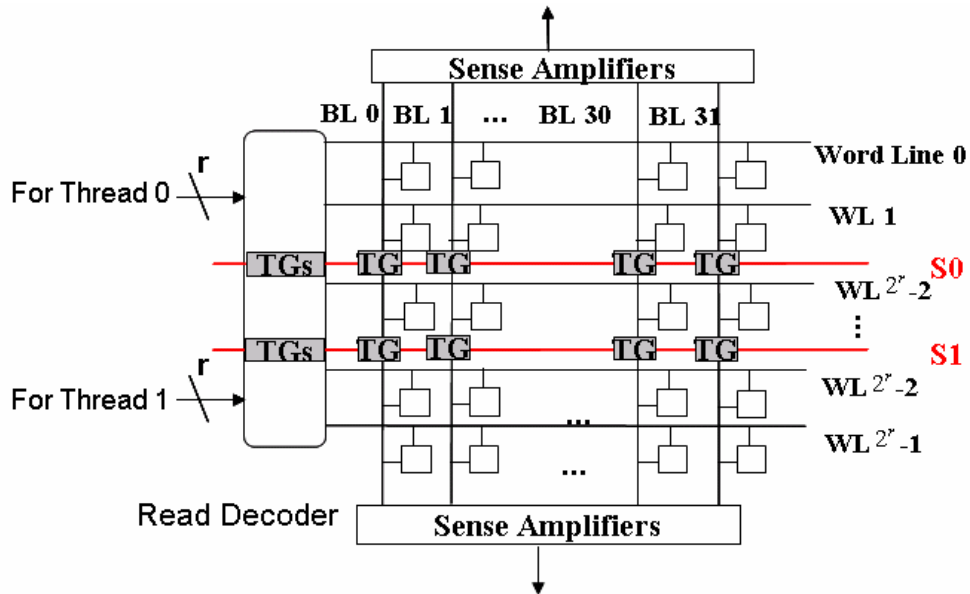 Sense Amplifiers
BL 0 BL 1 ... BL 30 BL 31
r
Word Line 0
For Thread 0
WL 1
TGs TG TG TG TG S0
WL 2^r-2
...
TGs TG TG TG TG S1
r
For Thread 1
WL 2^r-2
...
WL 2^r-1
...
Read Decoder
Sense Amplifiers